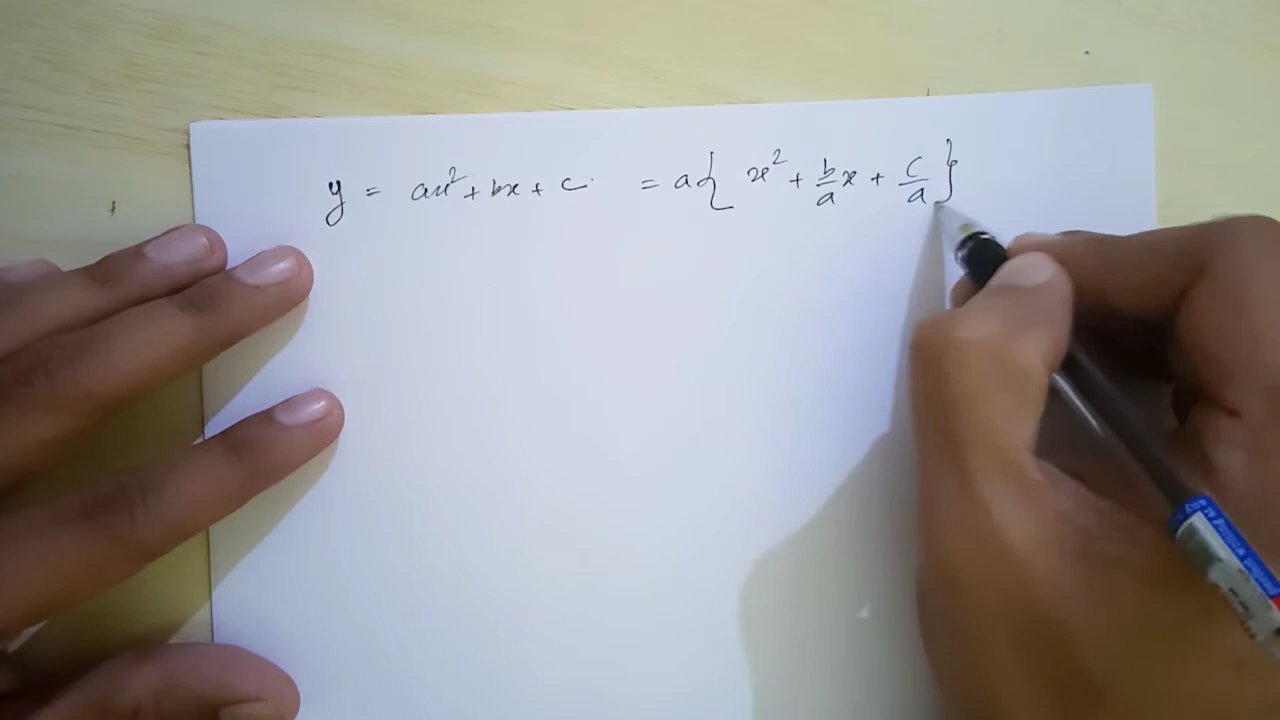 y = ax² + bx + c. = a{ x² + b/a x + c/a }